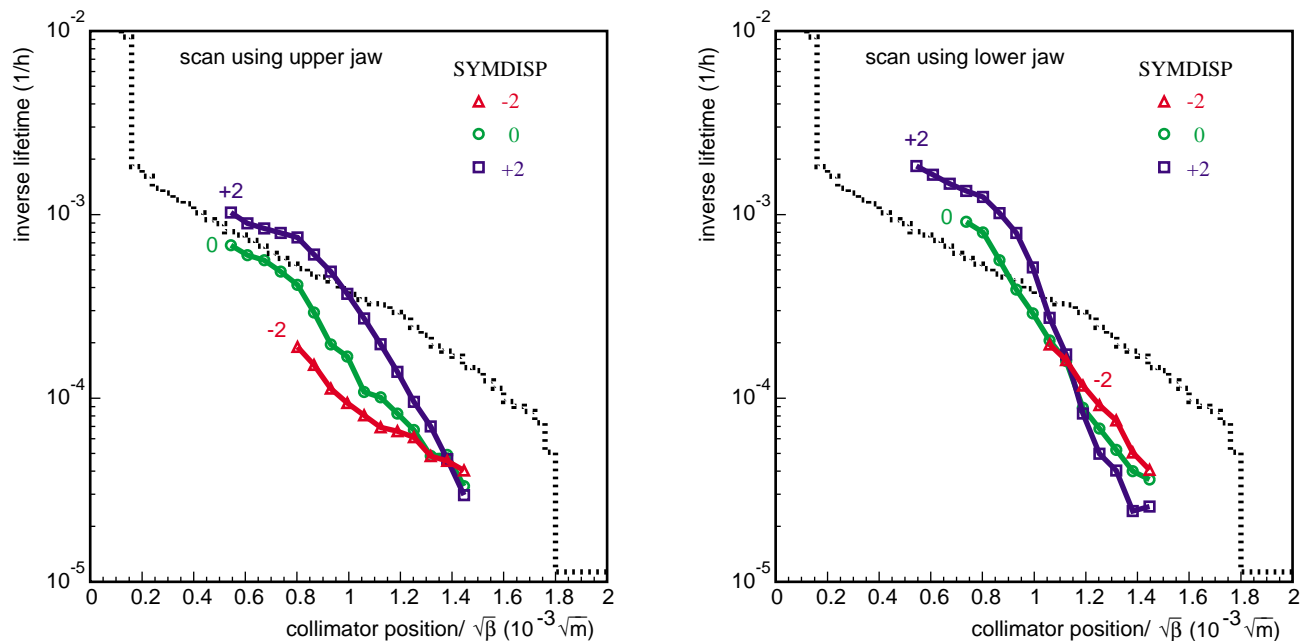 10⁻²
scan using upper jaw
SYMDISP
-2
0
+2
inverse lifetime (1/h)
+2
10⁻³
0
-2
10⁻⁴
10⁻⁵
0 0.2 0.4 0.6 0.8 1 1.2 1.4 1.6 1.8 2
collimator position/ √β (10⁻³√m)
10⁻²
scan using lower jaw
SYMDISP
-2
0
+2
inverse lifetime (1/h)
+2
10⁻³
0
-2
10⁻⁴
10⁻⁵
0 0.2 0.4 0.6 0.8 1 1.2 1.4 1.6 1.8 2
collimator position/ √β (10⁻³√m)